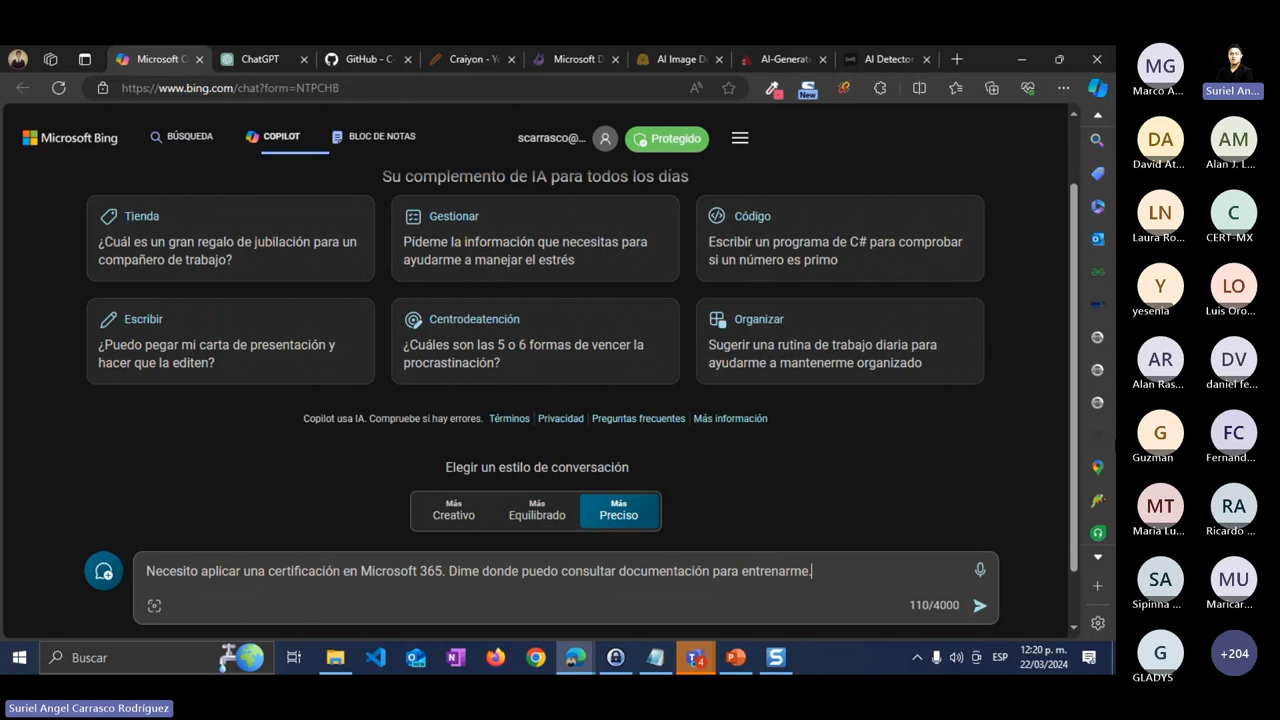 Microsoft C
ChatGPT
GitHub - C
Craiyon - Yo
Microsoft D
AI Image D
AI-Generat
AI Detector
https://www.bing.com/chat?form=NTPCHB
New
Microsoft Bing
BÚSQUEDA
COPILOT
BLOC DE NOTAS
scarrasco@...
Protegido
Su complemento de IA para todos los días
Tienda
¿Cuál es un gran regalo de jubilación para un
compañero de trabajo?
Gestionar
Pídeme la información que necesitas para
ayudarme a manejar el estrés
Código
Escribir un programa de C# para comprobar
si un número es primo
Escribir
¿Puedo pegar mi carta de presentación y
hacer que la editen?
Centrodeatención
¿Cuáles son las 5 o 6 formas de vencer la
procrastinación?
Organizar
Sugerir una rutina de trabajo diaria para
ayudarme a mantenerme organizado
Copilot usa IA. Compruebe si hay errores. Términos Privacidad Preguntas frecuentes Más información
Elegir un estilo de conversación
Más
Creativo
Más
Equilibrado
Más
Preciso
Necesito aplicar una certificación en Microsoft 365. Dime donde puedo consultar documentación para entrenarme.
110/4000
Buscar
4
ESP
12:20 p. m.
22/03/2024
Suriel Angel Carrasco Rodríguez
MG
Marco A...
Suriel An...
DA
David At...
AM
Alan J. L...
LN
Laura Ro...
C
CERT-MX
Y
yesenia
LO
Luis Oro...
AR
Alan Ras...
DV
daniel fe...
G
Guzman
FC
Fernand...
MT
Maria Lu...
RA
Ricardo ...
SA
Sipinna ...
MU
Maricar...
G
GLADYS
+204